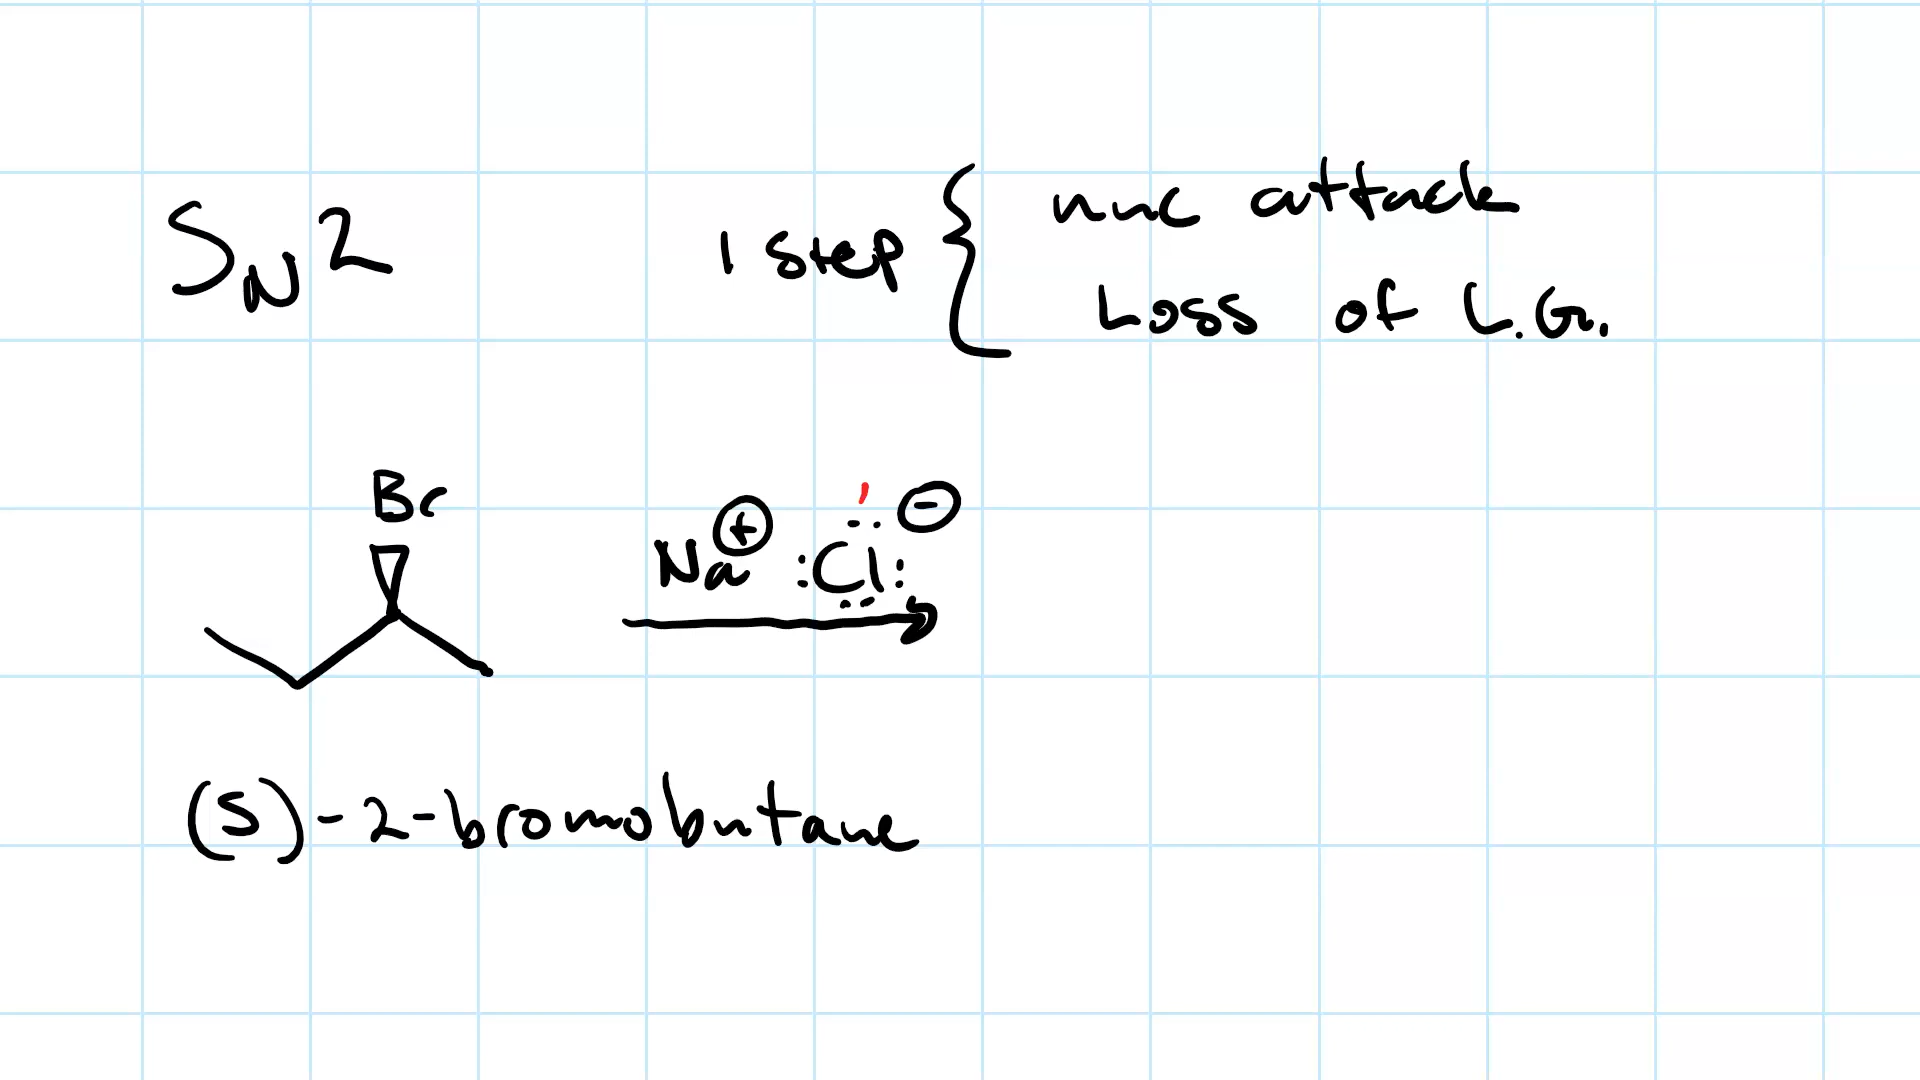 SN2
1 step { nuc attack
Loss of L.G.
Br
Na⊕ :Cl: ⊖
(S)-2-bromobutane